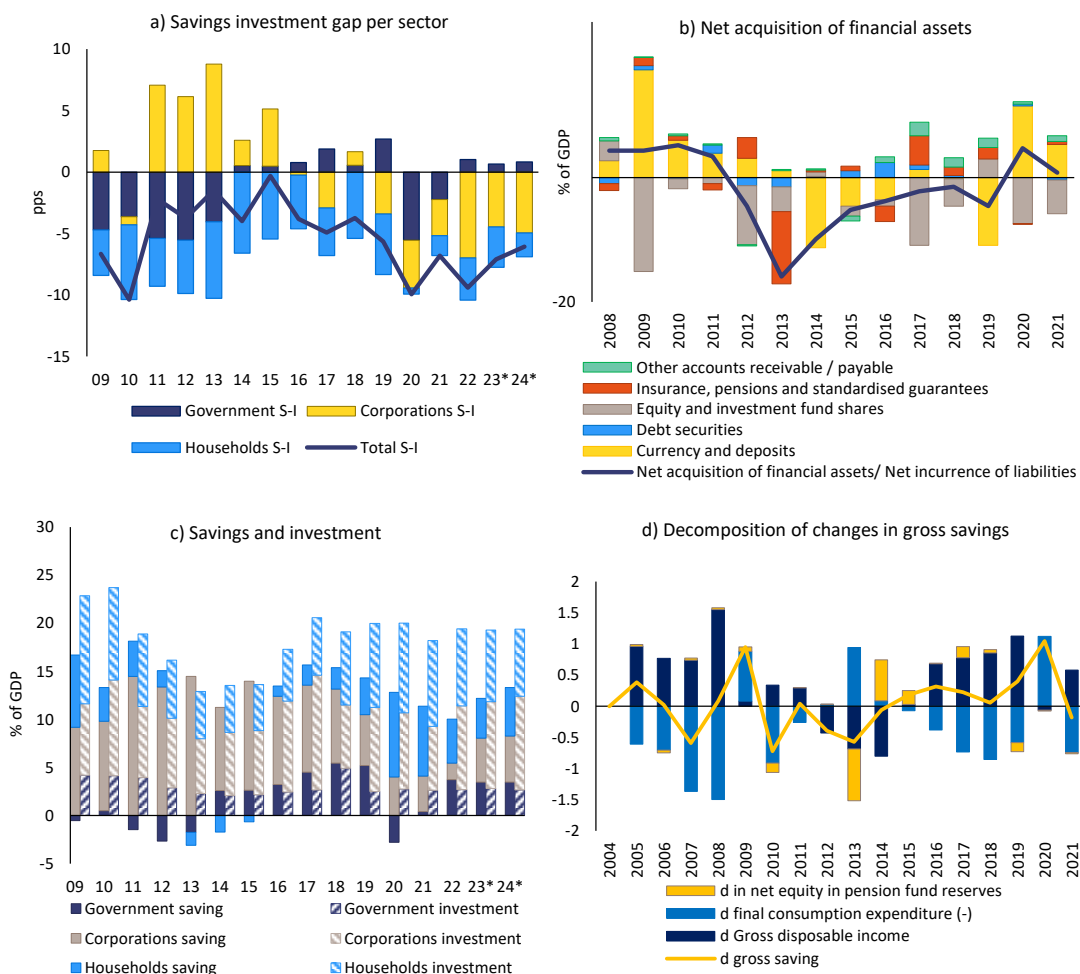 a) Savings investment gap per sector
10
5
0
-5
-10
-15
pps
09 10 11 12 13 14 15 16 17 18 19 20 21 22 23* 24*
Government S-I Corporations S-I
Households S-I Total S-I
b) Net acquisition of financial assets
% of GDP
-20
2008 2009 2010 2011 2012 2013 2014 2015 2016 2017 2018 2019 2020 2021
Other accounts receivable / payable
Insurance, pensions and standardised guarantees
Equity and investment fund shares
Debt securities
Currency and deposits
Net acquisition of financial assets/ Net incurrence of liabilities
c) Savings and investment
30
25
20
15
10
5
0
-5
% of GDP
09 10 11 12 13 14 15 16 17 18 19 20 21 22 23* 24*
Government saving Government investment
Corporations saving Corporations investment
Households saving Households investment
d) Decomposition of changes in gross savings
2
1.5
1
0.5
0
-0.5
-1
-1.5
-2
2004 2005 2006 2007 2008 2009 2010 2011 2012 2013 2014 2015 2016 2017 2018 2019 2020 2021
d in net equity in pension fund reserves
d final consumption expenditure (-)
d Gross disposable income
d gross saving